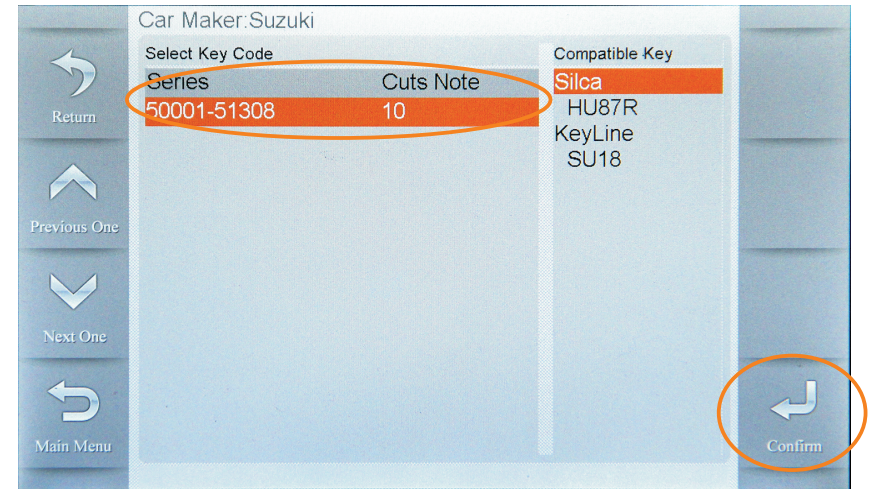 Car Maker:Suzuki
Select Key Code
Compatible Key
Series Cuts Note
50001-51308 10
Silca
HU87R
KeyLine
SU18
Return
Previous One
Next One
Main Menu
Confirm